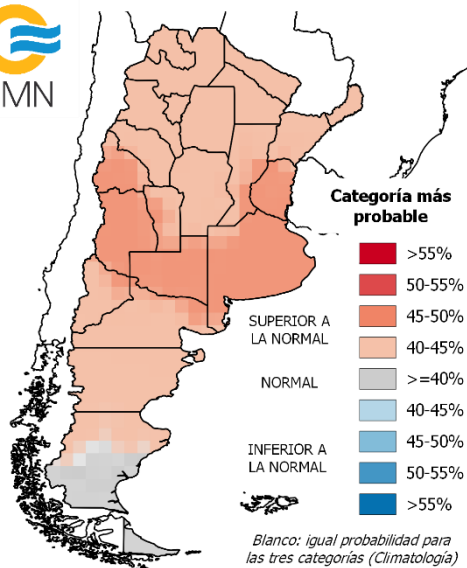 MN
Categoría más
probable
>55%
50-55%
45-50%
SUPERIOR A
LA NORMAL
40-45%
NORMAL
>=40%
40-45%
INFERIOR A
LA NORMAL
45-50%
50-55%
>55%
Blanco: igual probabilidad para
las tres categorías (Climatología)